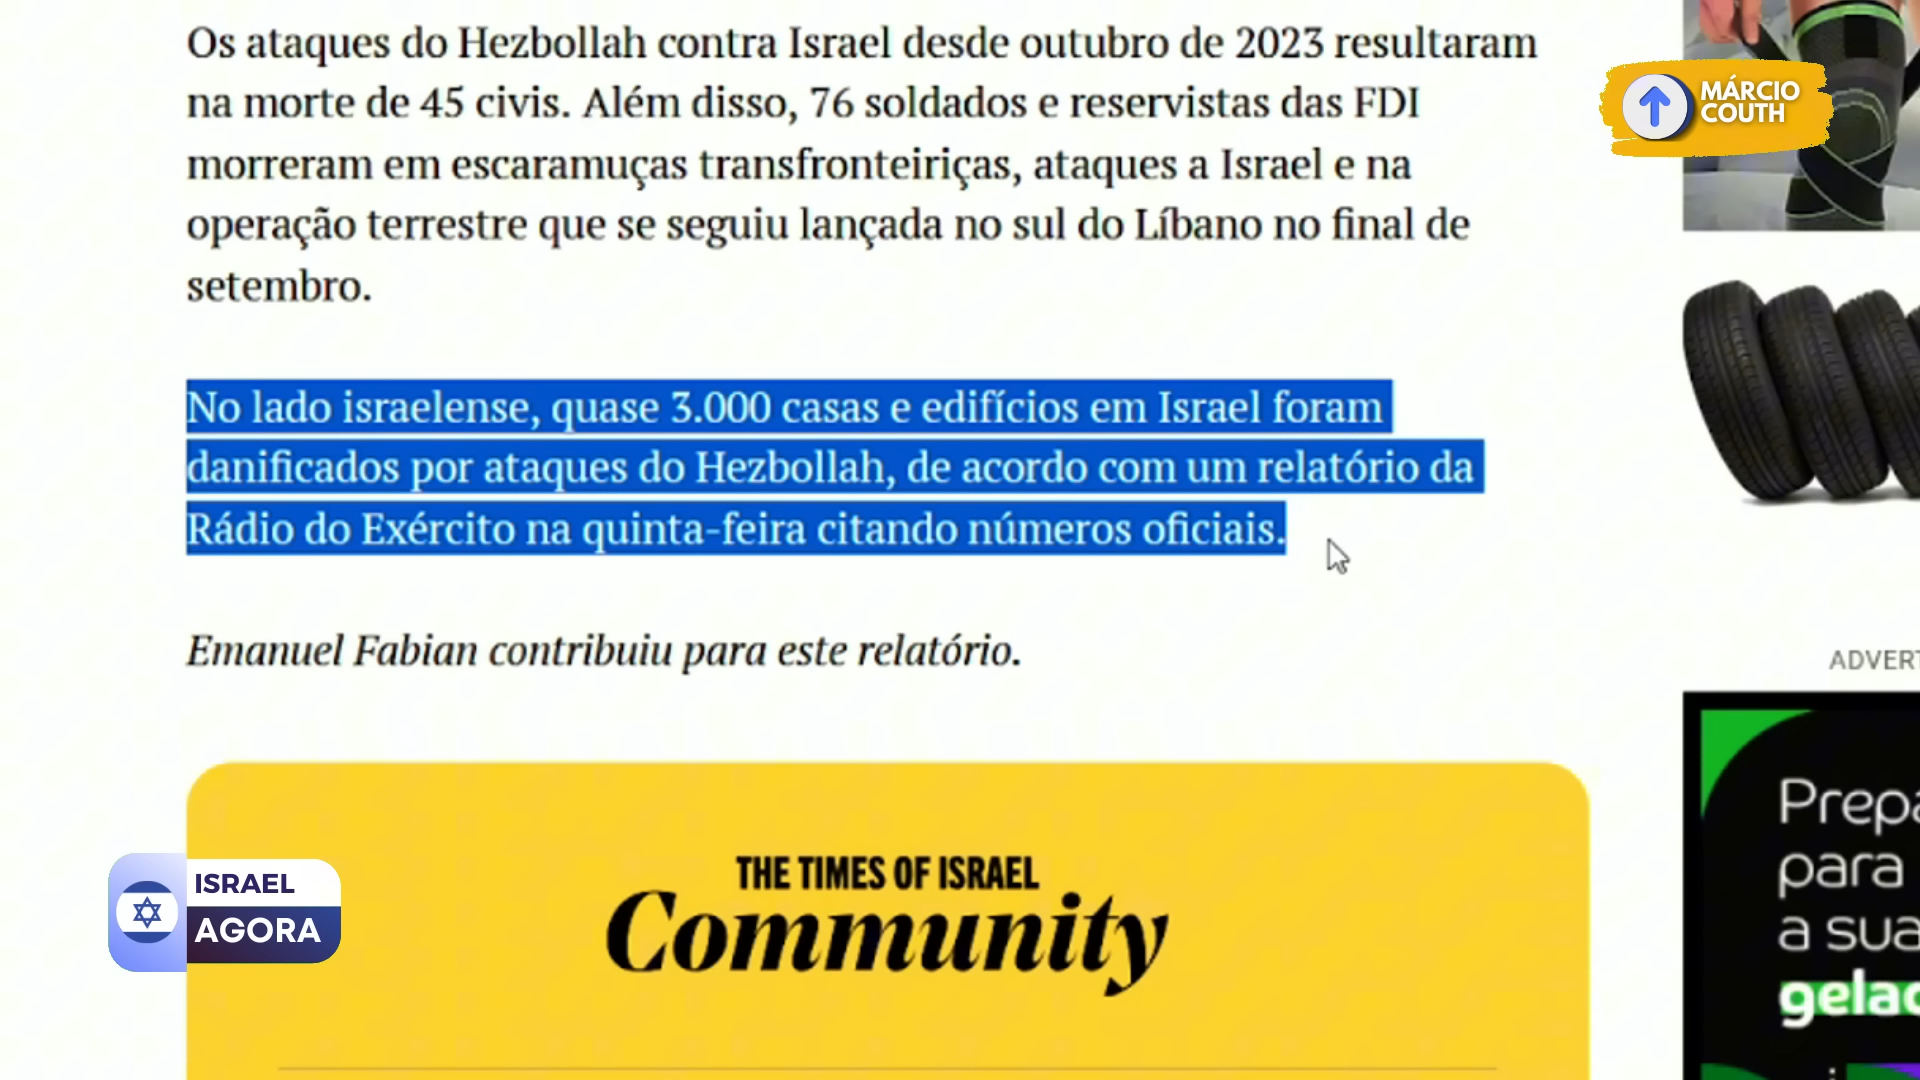 Os ataques do Hezbollah contra Israel desde outubro de 2023 resultaram
na morte de 45 civis. Além disso, 76 soldados e reservistas das FDI
morreram em escaramuças transfronteiriças, ataques a Israel e na
operação terrestre que se seguiu lançada no sul do Líbano no final de
setembro.
No lado israelense, quase 3.000 casas e edifícios em Israel foram
danificados por ataques do Hezbollah, de acordo com um relatório da
Rádio do Exército na quinta-feira citando números oficiais.
Emanuel Fabian contribuiu para este relatório.
THE TIMES OF ISRAEL
Community
ISRAEL
AGORA
MÁRCIO
COUTH
ADVERT
Prepa
para
a sua
gelac